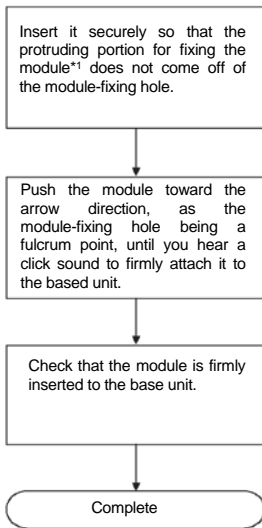 Insert it securely so that the
protruding portion for fixing the
module*1 does not come off of
the module-fixing hole.
Push the module toward the
arrow direction, as the
module-fixing hole being a
fulcrum point, until you hear a
click sound to firmly attach it to
the based unit.
Check that the module is firmly
inserted to the base unit.
Complete